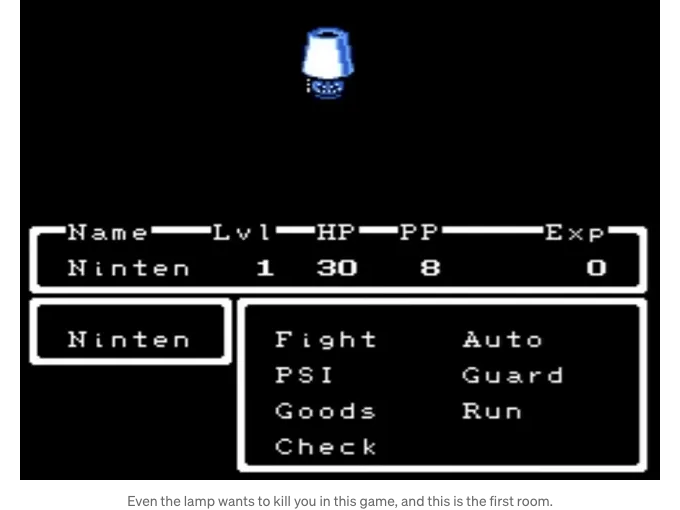 Name Lvl HP PP Exp
Ninten 1 30 8 0
Ninten
Fight Auto
PSI Guard
Goods Run
Check
Even the lamp wants to kill you in this game, and this is the first room.